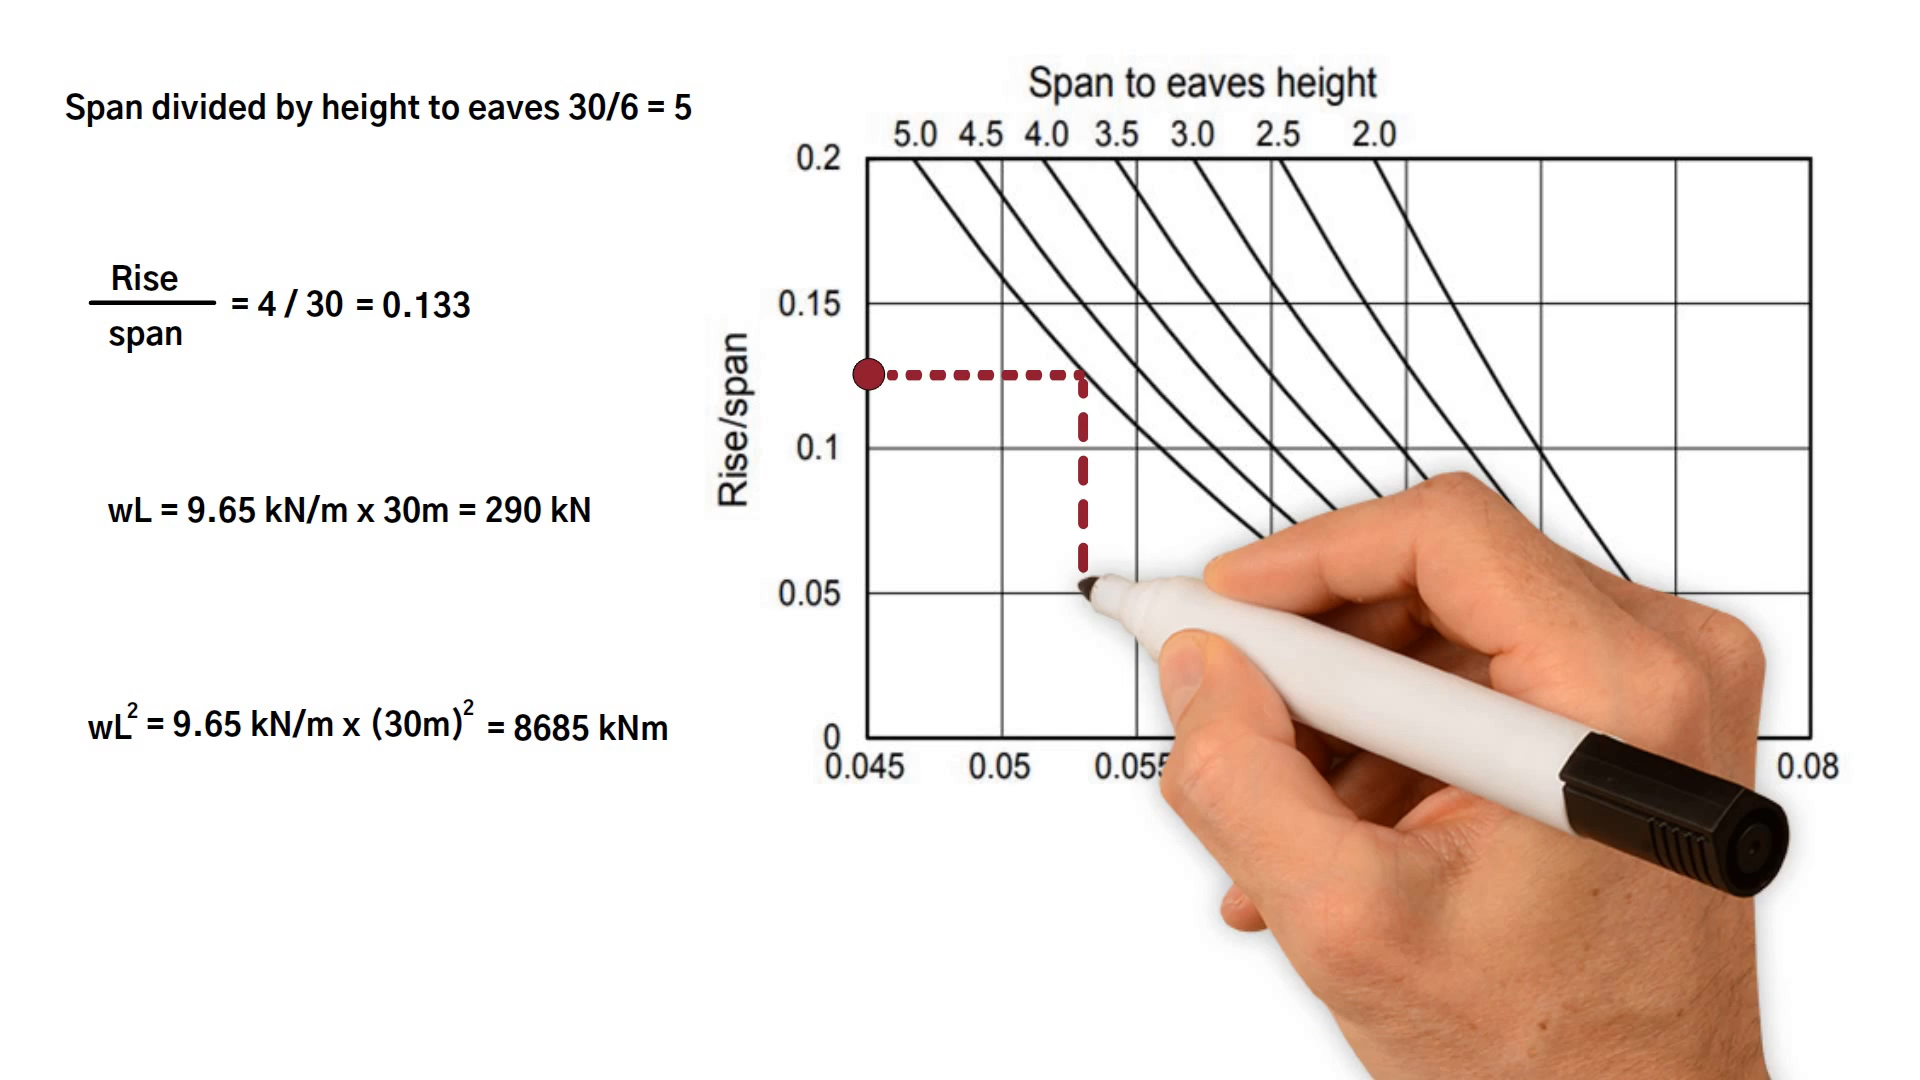 Span divided by height to eaves 30/6 = 5
Rise
span
= 4 / 30 = 0.133
wL = 9.65 kN/m x 30m = 290 kN
wL² = 9.65 kN/m x (30m)² = 8685 kNm
Span to eaves height
5.0 4.5 4.0 3.5 3.0 2.5 2.0
0.2
0.15
0.1
0.05
0
Rise/span
0.045 0.05 0.055 0.08